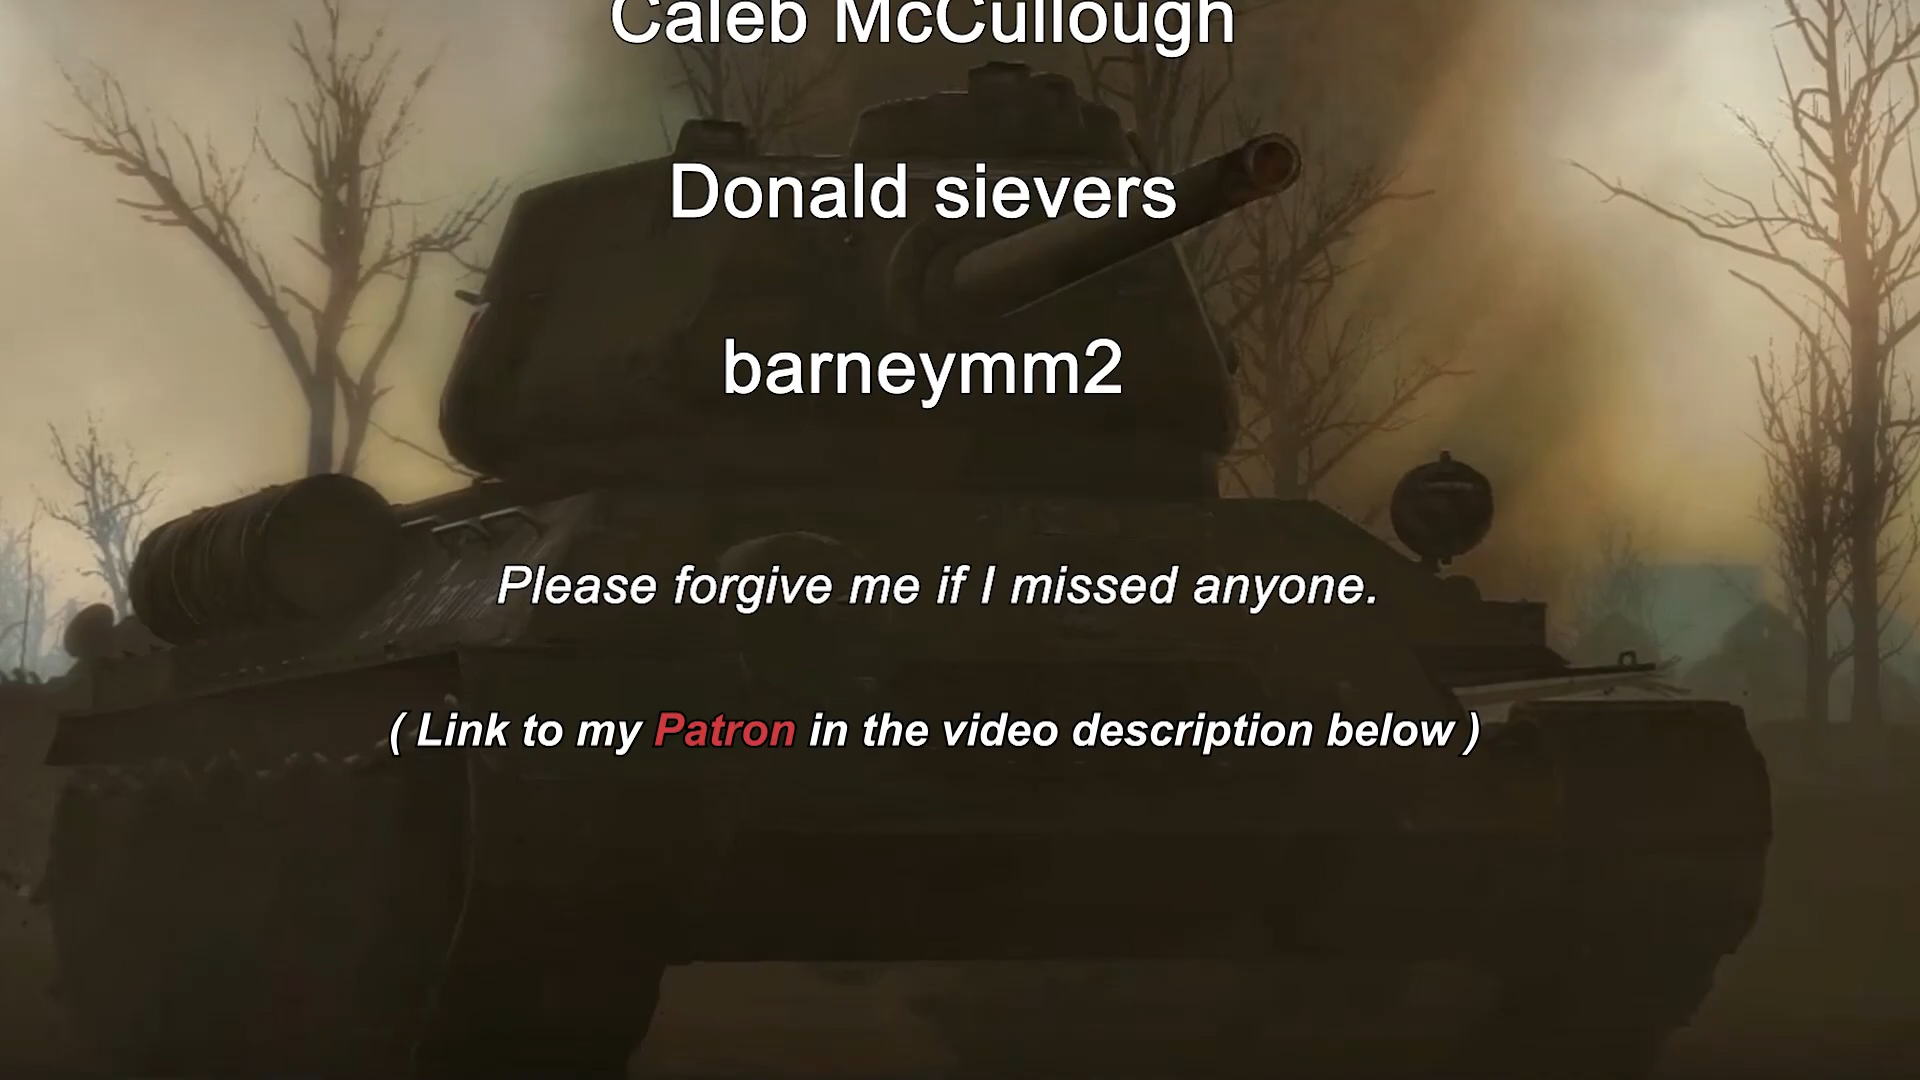 Caleb McCullough
Donald sievers
barneymm2
Please forgive me if I missed anyone.
( Link to my Patron in the video description below )